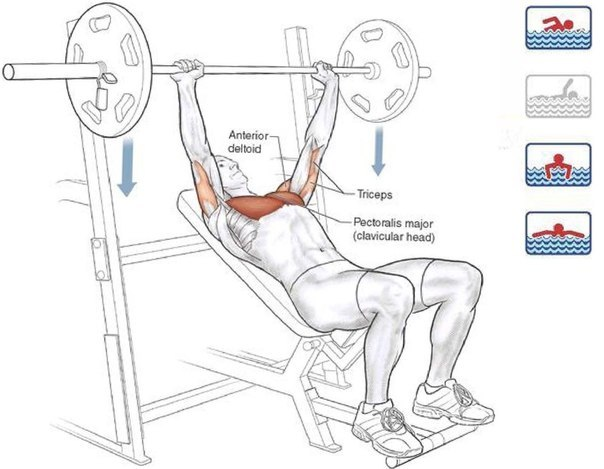 Anterior
deltoid
Triceps
Pectoralis major
(clavicular head)